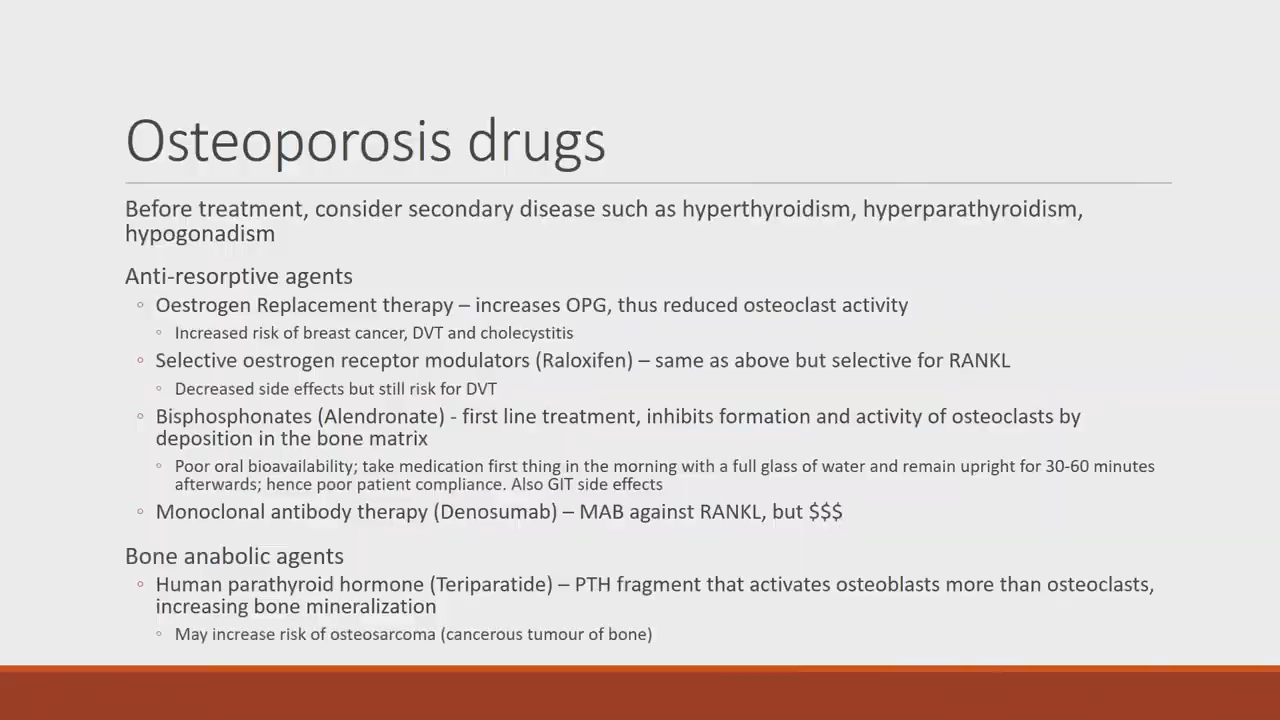 Osteoporosis drugs
Before treatment, consider secondary disease such as hyperthyroidism, hyperparathyroidism,
hypogonadism
Anti-resorptive agents
◦ Oestrogen Replacement therapy – increases OPG, thus reduced osteoclast activity
◦ Increased risk of breast cancer, DVT and cholecystitis
◦ Selective oestrogen receptor modulators (Raloxifen) – same as above but selective for RANKL
◦ Decreased side effects but still risk for DVT
◦ Bisphosphonates (Alendronate) - first line treatment, inhibits formation and activity of osteoclasts by
deposition in the bone matrix
◦ Poor oral bioavailability; take medication first thing in the morning with a full glass of water and remain upright for 30-60 minutes
afterwards; hence poor patient compliance. Also GIT side effects
◦ Monoclonal antibody therapy (Denosumab) – MAB against RANKL, but $$$
Bone anabolic agents
◦ Human parathyroid hormone (Teriparatide) – PTH fragment that activates osteoblasts more than osteoclasts,
increasing bone mineralization
◦ May increase risk of osteosarcoma (cancerous tumour of bone)